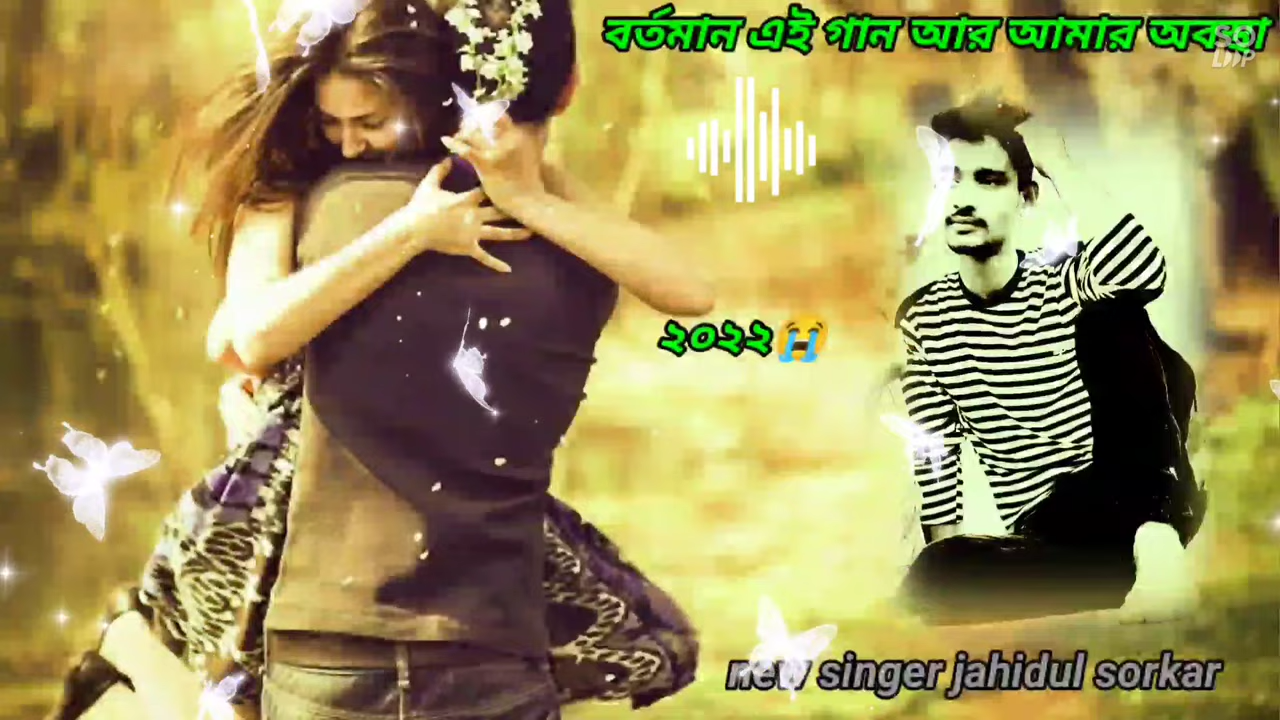 বর্তমান এই গান আর আমার অবস্থা
২০২২😭
new singer jahidul sorkar